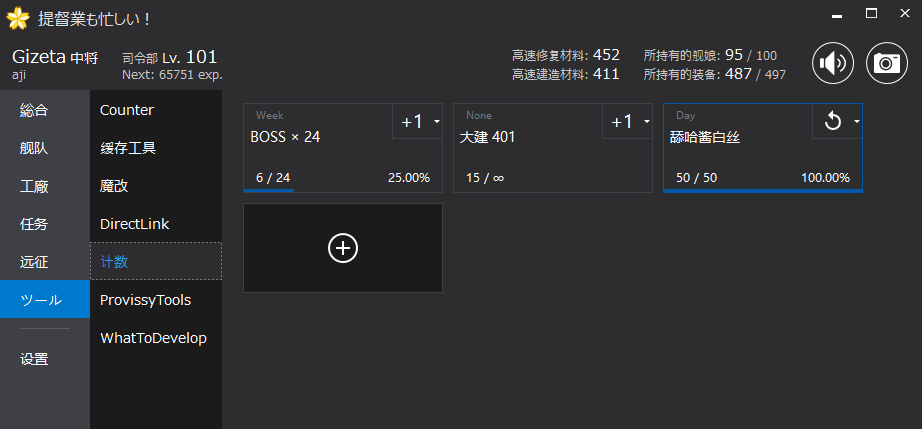 提督業も忙しい！
Gizeta 中将
aji
司令部 Lv. 101
Next: 65751 exp.
高速修复材料: 452
高速建造材料: 411
所持有的舰娘: 95 / 100
所持有的装备: 487 / 497
総合
舰队
工廠
任务
远征
ツール
设置
Counter
缓存工具
魔改
DirectLink
计数
ProvissyTools
WhatToDevelop
Week
BOSS × 24
+1
6 / 24
25.00%
None
大建 401
+1
15 / ∞
Day
舔哈酱白丝
50 / 50
100.00%